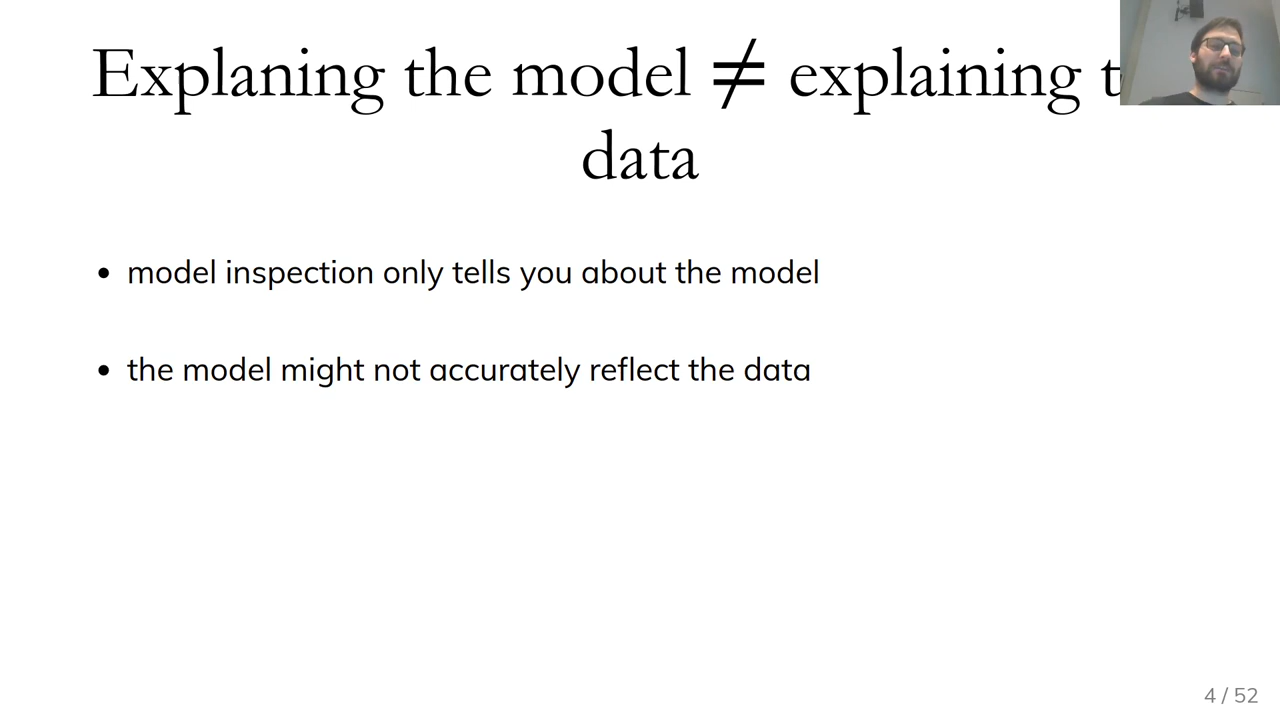 Explaning the model ≠ explaining
data
• model inspection only tells you about the model
• the model might not accurately reflect the data
4 / 52